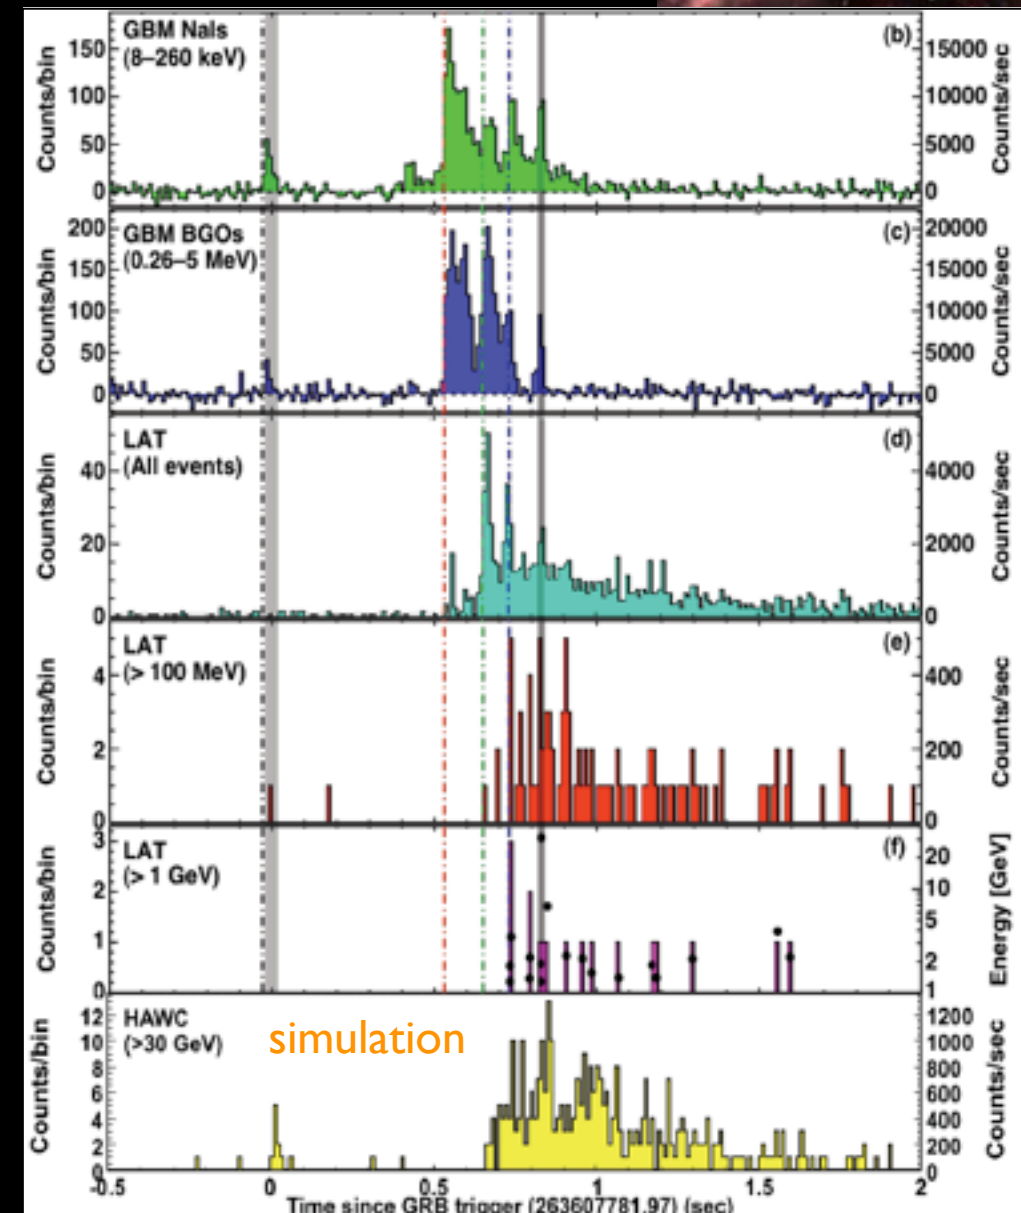 GBM NaIs
(8–260 keV)
(b)
Counts/bin
150
100
50
0
15000
10000
5000
0
Counts/sec
GBM BGOs
(0.26–5 MeV)
(c)
Counts/bin
200
150
100
50
0
20000
15000
10000
5000
0
Counts/sec
LAT
(All events)
(d)
Counts/bin
40
20
0
4000
2000
0
Counts/sec
LAT
(> 100 MeV)
(e)
Counts/bin
4
2
0
400
200
0
Counts/sec
LAT
(> 1 GeV)
(f)
Counts/bin
3
2
1
0
20
10
5
2
1
Energy [GeV]
HAWC
(>30 GeV)
simulation
Counts/bin
12
10
8
6
4
2
0
1200
1000
800
600
400
200
0
Counts/sec
-0.5 0 0.5 1 1.5 2
Time since GRB trigger (263607781.97) (sec)